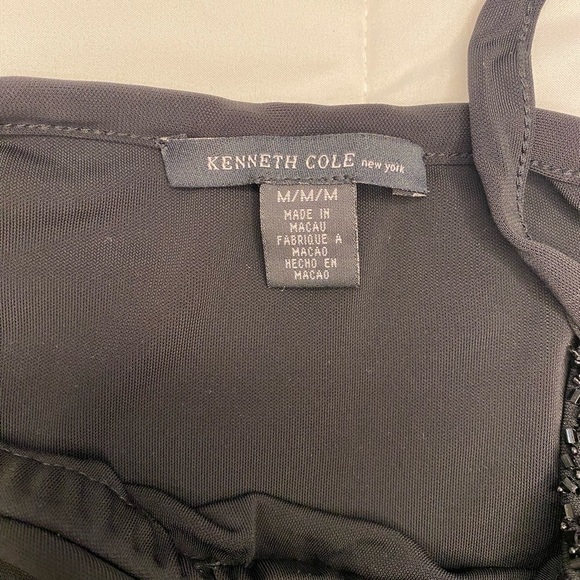 KENNETH COLE new york
M/M/M
MADE IN
MACAU
FABRIQUE A
MACAO
HECHO EN
MACAO